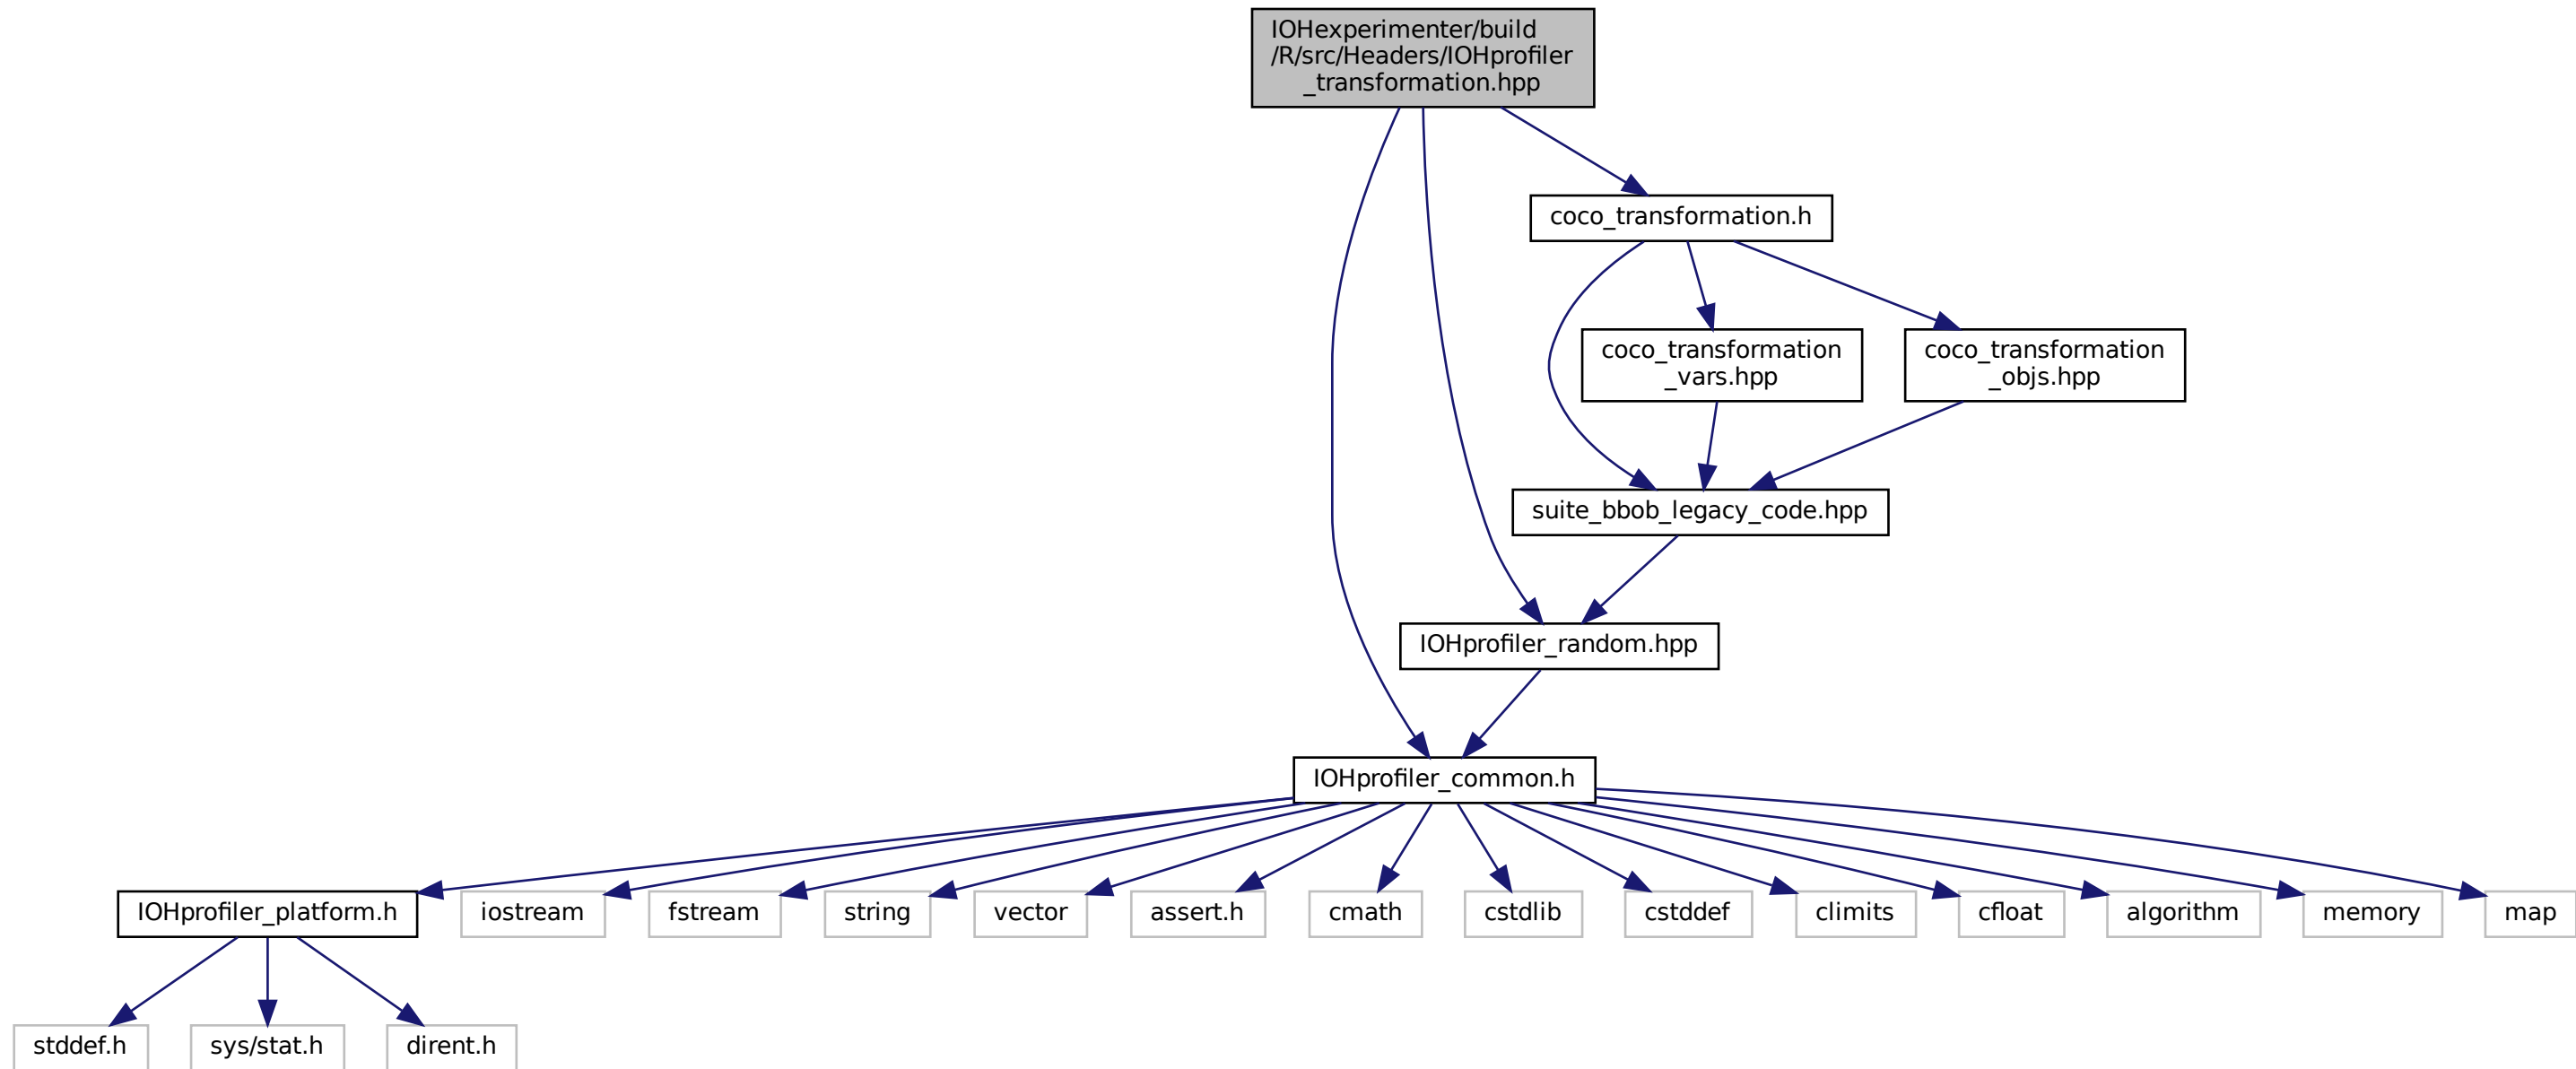 IOHexperimenter/build
/R/src/Headers/IOHprofiler
_transformation.hpp
coco_transformation.h
coco_transformation
_vars.hpp
coco_transformation
_objs.hpp
suite_bbob_legacy_code.hpp
IOHprofiler_random.hpp
IOHprofiler_common.h
IOHprofiler_platform.h
iostream
fstream
string
vector
assert.h
cmath
cstdlib
cstddef
climits
cfloat
algorithm
memory
map
stddef.h
sys/stat.h
dirent.h